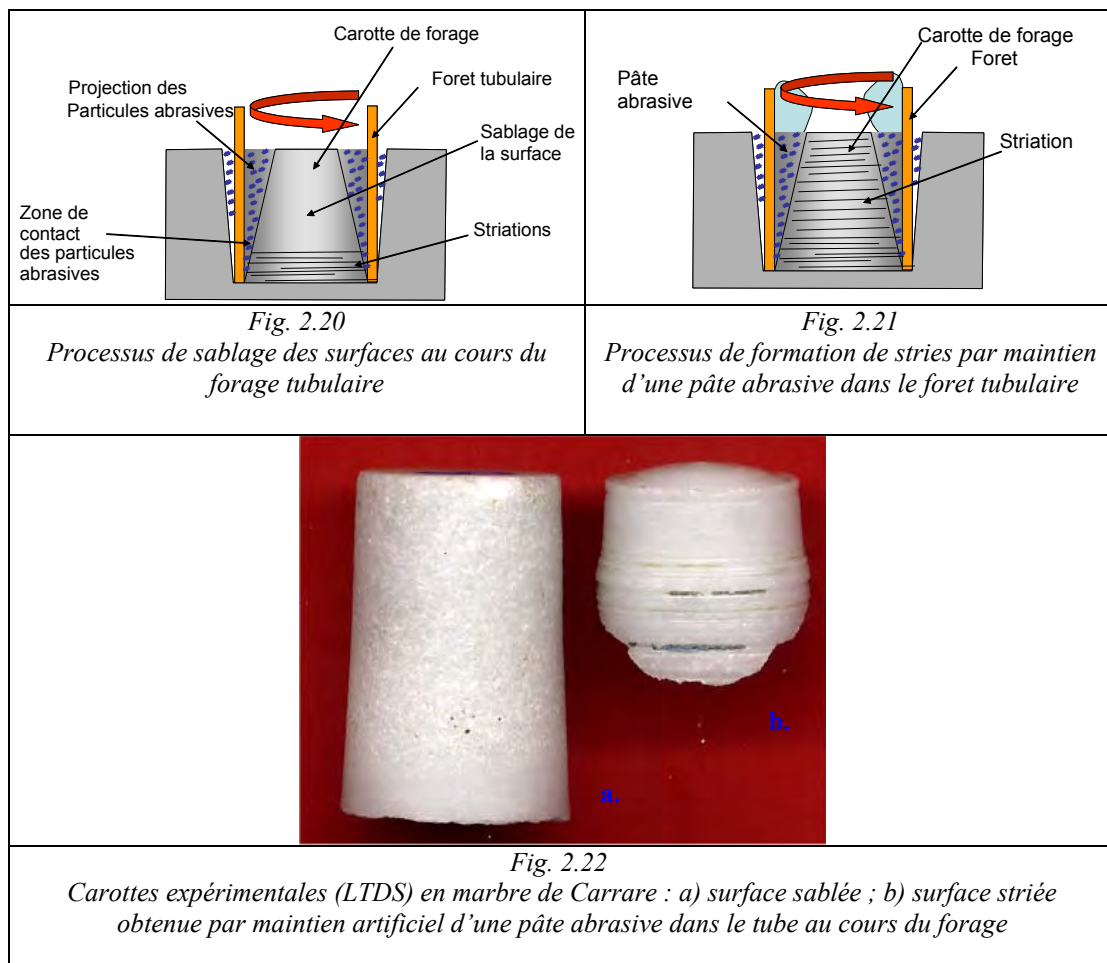 Carotte de forage
Projection des
Particules abrasives
Foret tubulaire
Sablage de
la surface
Zone de
contact
des particules
abrasives
Striations
Fig. 2.20
Processus de sablage des surfaces au cours du
forage tubulaire
Carotte de forage
Foret
Pâte
abrasive
Striation
Fig. 2.21
Processus de formation de stries par maintien
d'une pâte abrasive dans le foret tubulaire
a.
b.
Fig. 2.22
Carottes expérimentales (LTDS) en marbre de Carrare : a) surface sablée ; b) surface striée
obtenue par maintien artificiel d'une pâte abrasive dans le tube au cours du forage